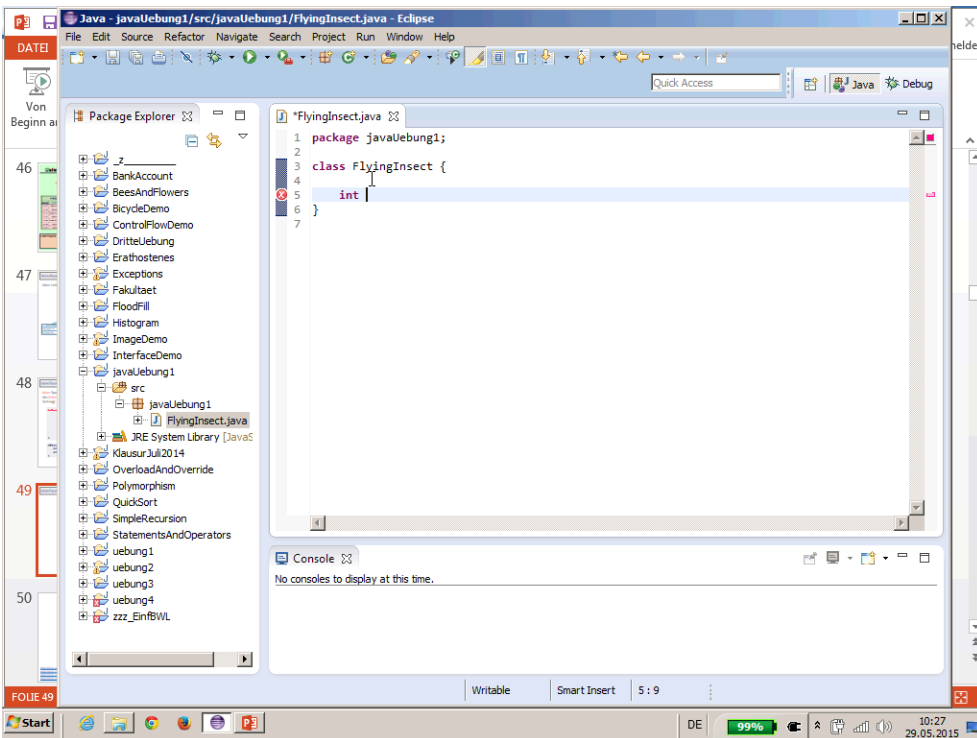 Java - javaUebung1/src/javaUebung1/FlyingInsect.java - Eclipse
File Edit Source Refactor Navigate Search Project Run Window Help
DATEI
Von
Beginn
Quick Access
Java
Debug
Package Explorer
_z________
BankAccount
BeesAndFlowers
BicycleDemo
ControlFlowDemo
DritteUebung
Erathostenes
Exceptions
Fakultaet
FloodFill
Histogram
ImageDemo
InterfaceDemo
javaUebung1
src
javaUebung1
FlyingInsect.java
JRE System Library [JavaS
KlausurJuli2014
OverloadAndOverride
Polymorphism
QuickSort
SimpleRecursion
StatementsAndOperators
uebung1
uebung2
uebung3
uebung4
zzz_EinfBWL
46
47
48
49
50
*FlyingInsect.java
1 package javaUebung1;
2
3 class FlyingInsect {
4
5 int
6 }
7
Console
No consoles to display at this time.
Writable
Smart Insert
5 : 9
FOLIE 49
Start
DE
99%
10:27
29.05.2015